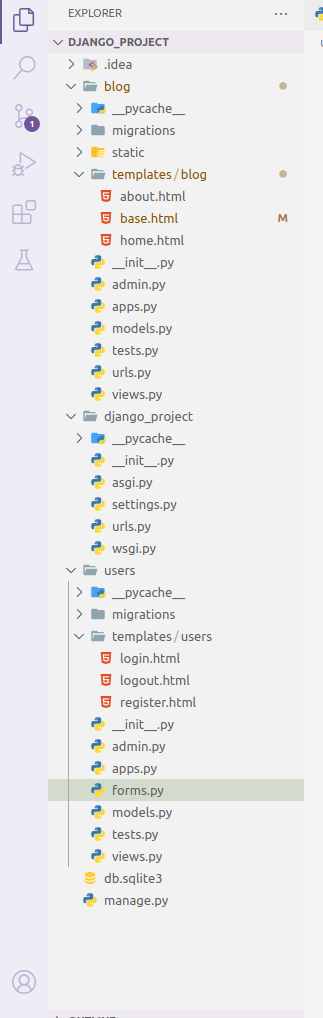 EXPLORER ···
DJANGO_PROJECT
.idea
blog
__pycache__
migrations
static
templates / blog
about.html
base.html M
home.html
__init__.py
admin.py
apps.py
models.py
tests.py
urls.py
views.py
django_project
__pycache__
__init__.py
asgi.py
settings.py
urls.py
wsgi.py
users
__pycache__
migrations
templates / users
login.html
logout.html
register.html
__init__.py
admin.py
apps.py
forms.py
models.py
tests.py
views.py
db.sqlite3
manage.py
1
OUTLINE